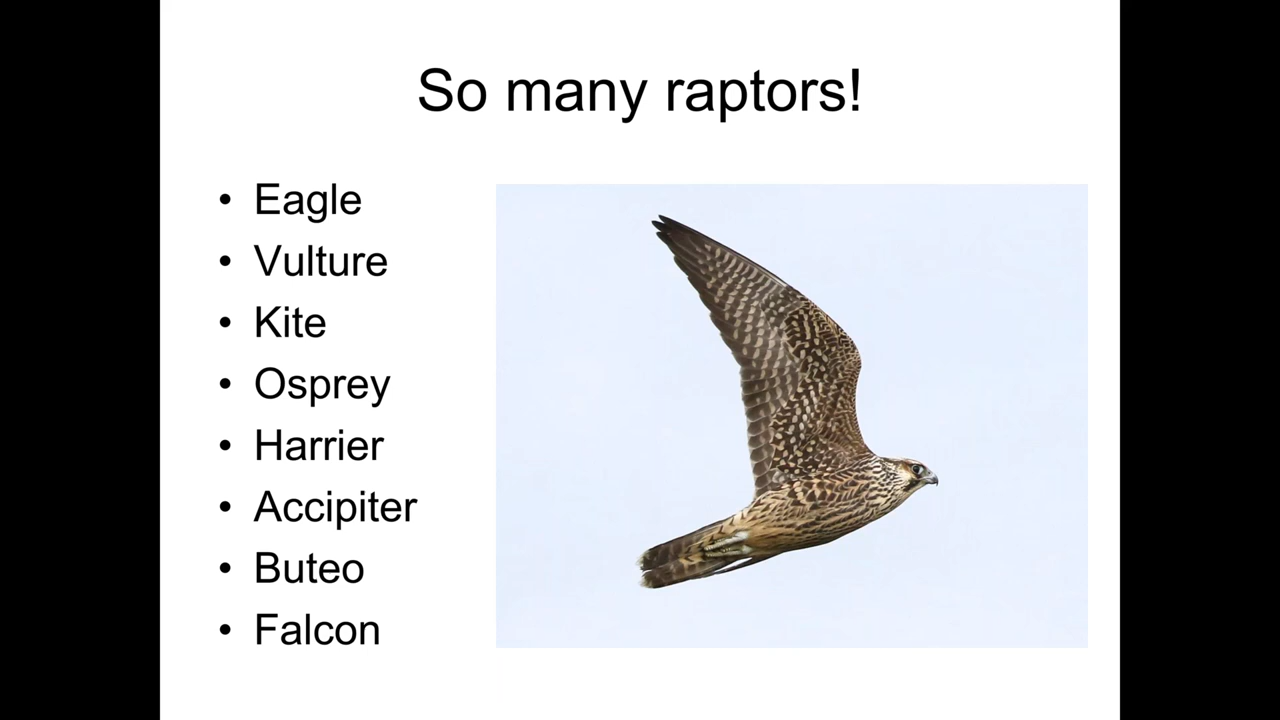 So many raptors!
• Eagle
• Vulture
• Kite
• Osprey
• Harrier
• Accipiter
• Buteo
• Falcon